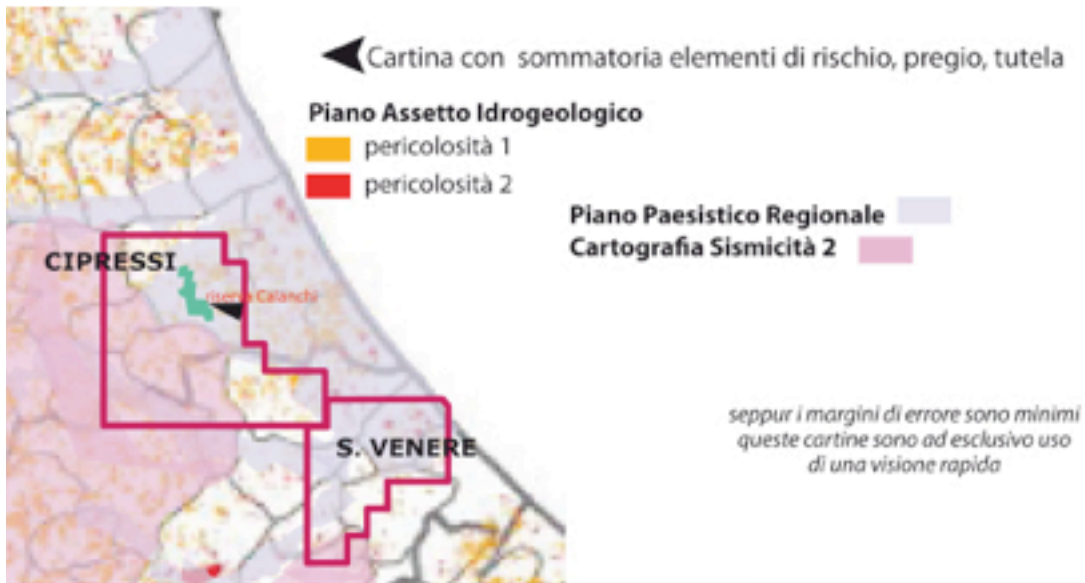 Cartina con sommatoria elementi di rischio, pregio, tutela
Piano Assetto Idrogeologico
pericolosità 1
pericolosità 2
Piano Paesistico Regionale
Cartografia Sismicità 2
CIPRESSI
riserva Calanchi
S. VENERE
seppur i margini di errore sono minimi
queste cartine sono ad esclusivo uso
di una visione rapida